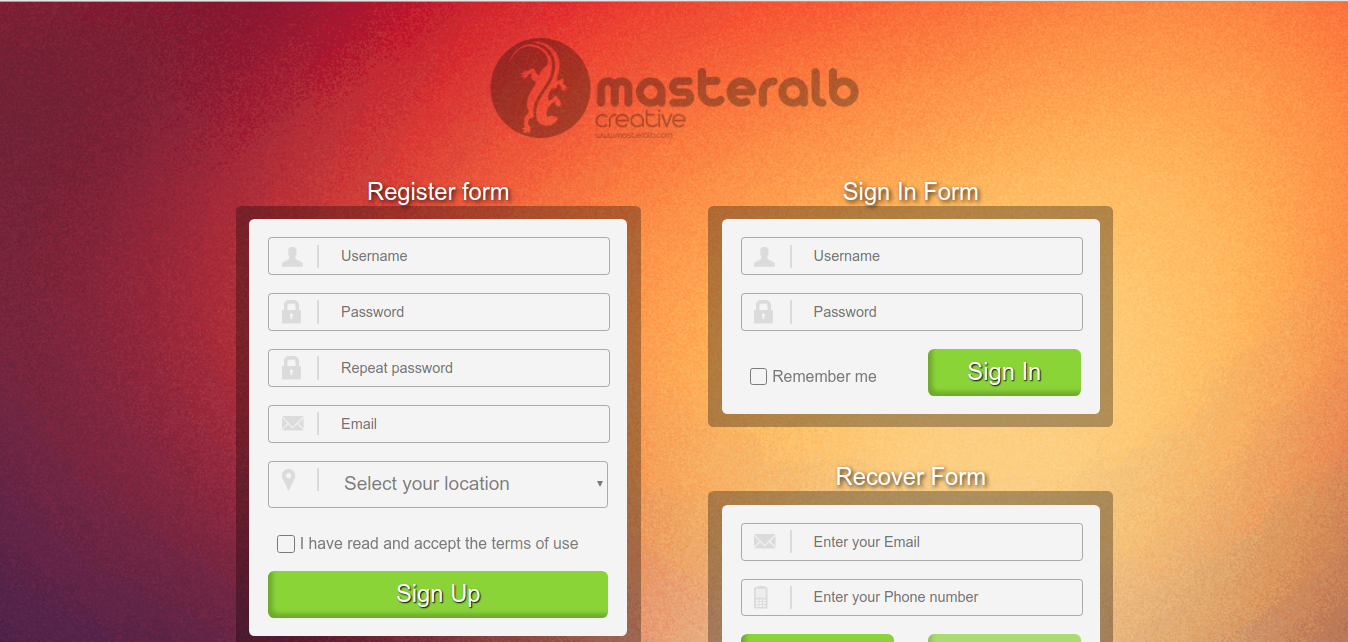 masteralb
creative
www.masteralb.com
Register form
Username
Password
Repeat password
Email
Select your location
I have read and accept the terms of use
Sign Up
Sign In Form
Username
Password
Remember me
Sign In
Recover Form
Enter your Email
Enter your Phone number